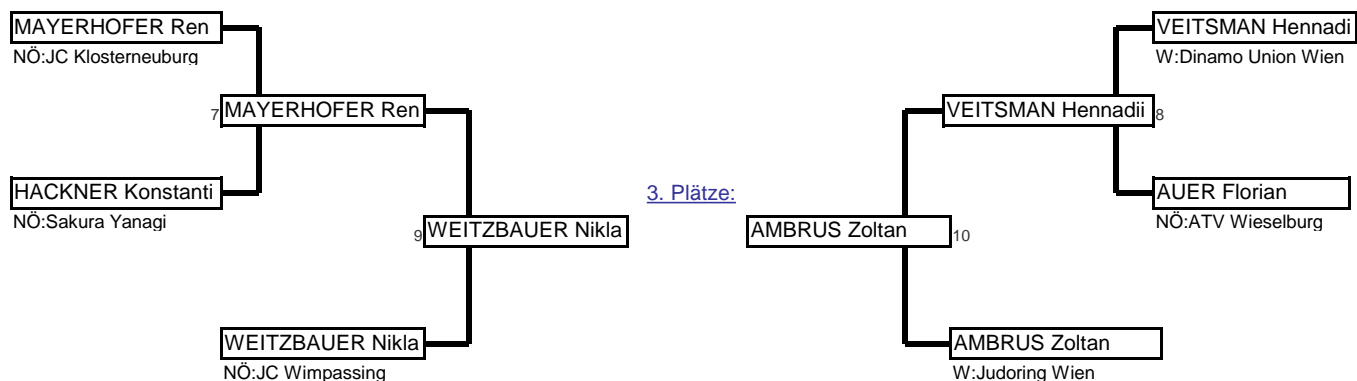 MAYERHOFER Ren
NÖ:JC Klosterneuburg
7 MAYERHOFER Ren
HACKNER Konstanti
NÖ:Sakura Yanagi
9 WEITZBAUER Nikla
WEITZBAUER Nikla
NÖ:JC Wimpassing
3. Plätze:
VEITSMAN Hennadi
W:Dinamo Union Wien
VEITSMAN Hennadii 8
AUER Florian
NÖ:ATV Wieselburg
AMBRUS Zoltan 10
AMBRUS Zoltan
W:Judoring Wien